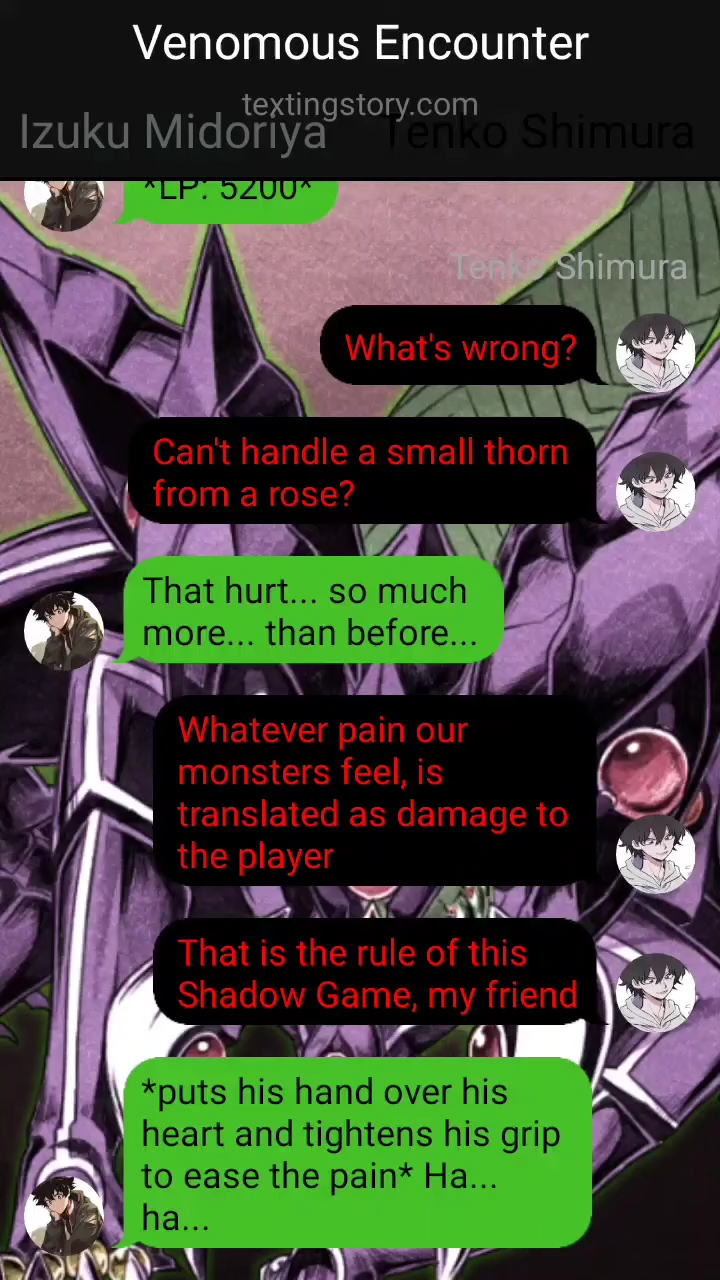 Venomous Encounter
textingstory.com
Izuku Midoriya Tenko Shimura
*LP: 5200*
Tenko Shimura
What's wrong?
Can't handle a small thorn
from a rose?
That hurt... so much
more... than before...
Whatever pain our
monsters feel, is
translated as damage to
the player
That is the rule of this
Shadow Game, my friend
*puts his hand over his
heart and tightens his grip
to ease the pain* Ha...
ha...